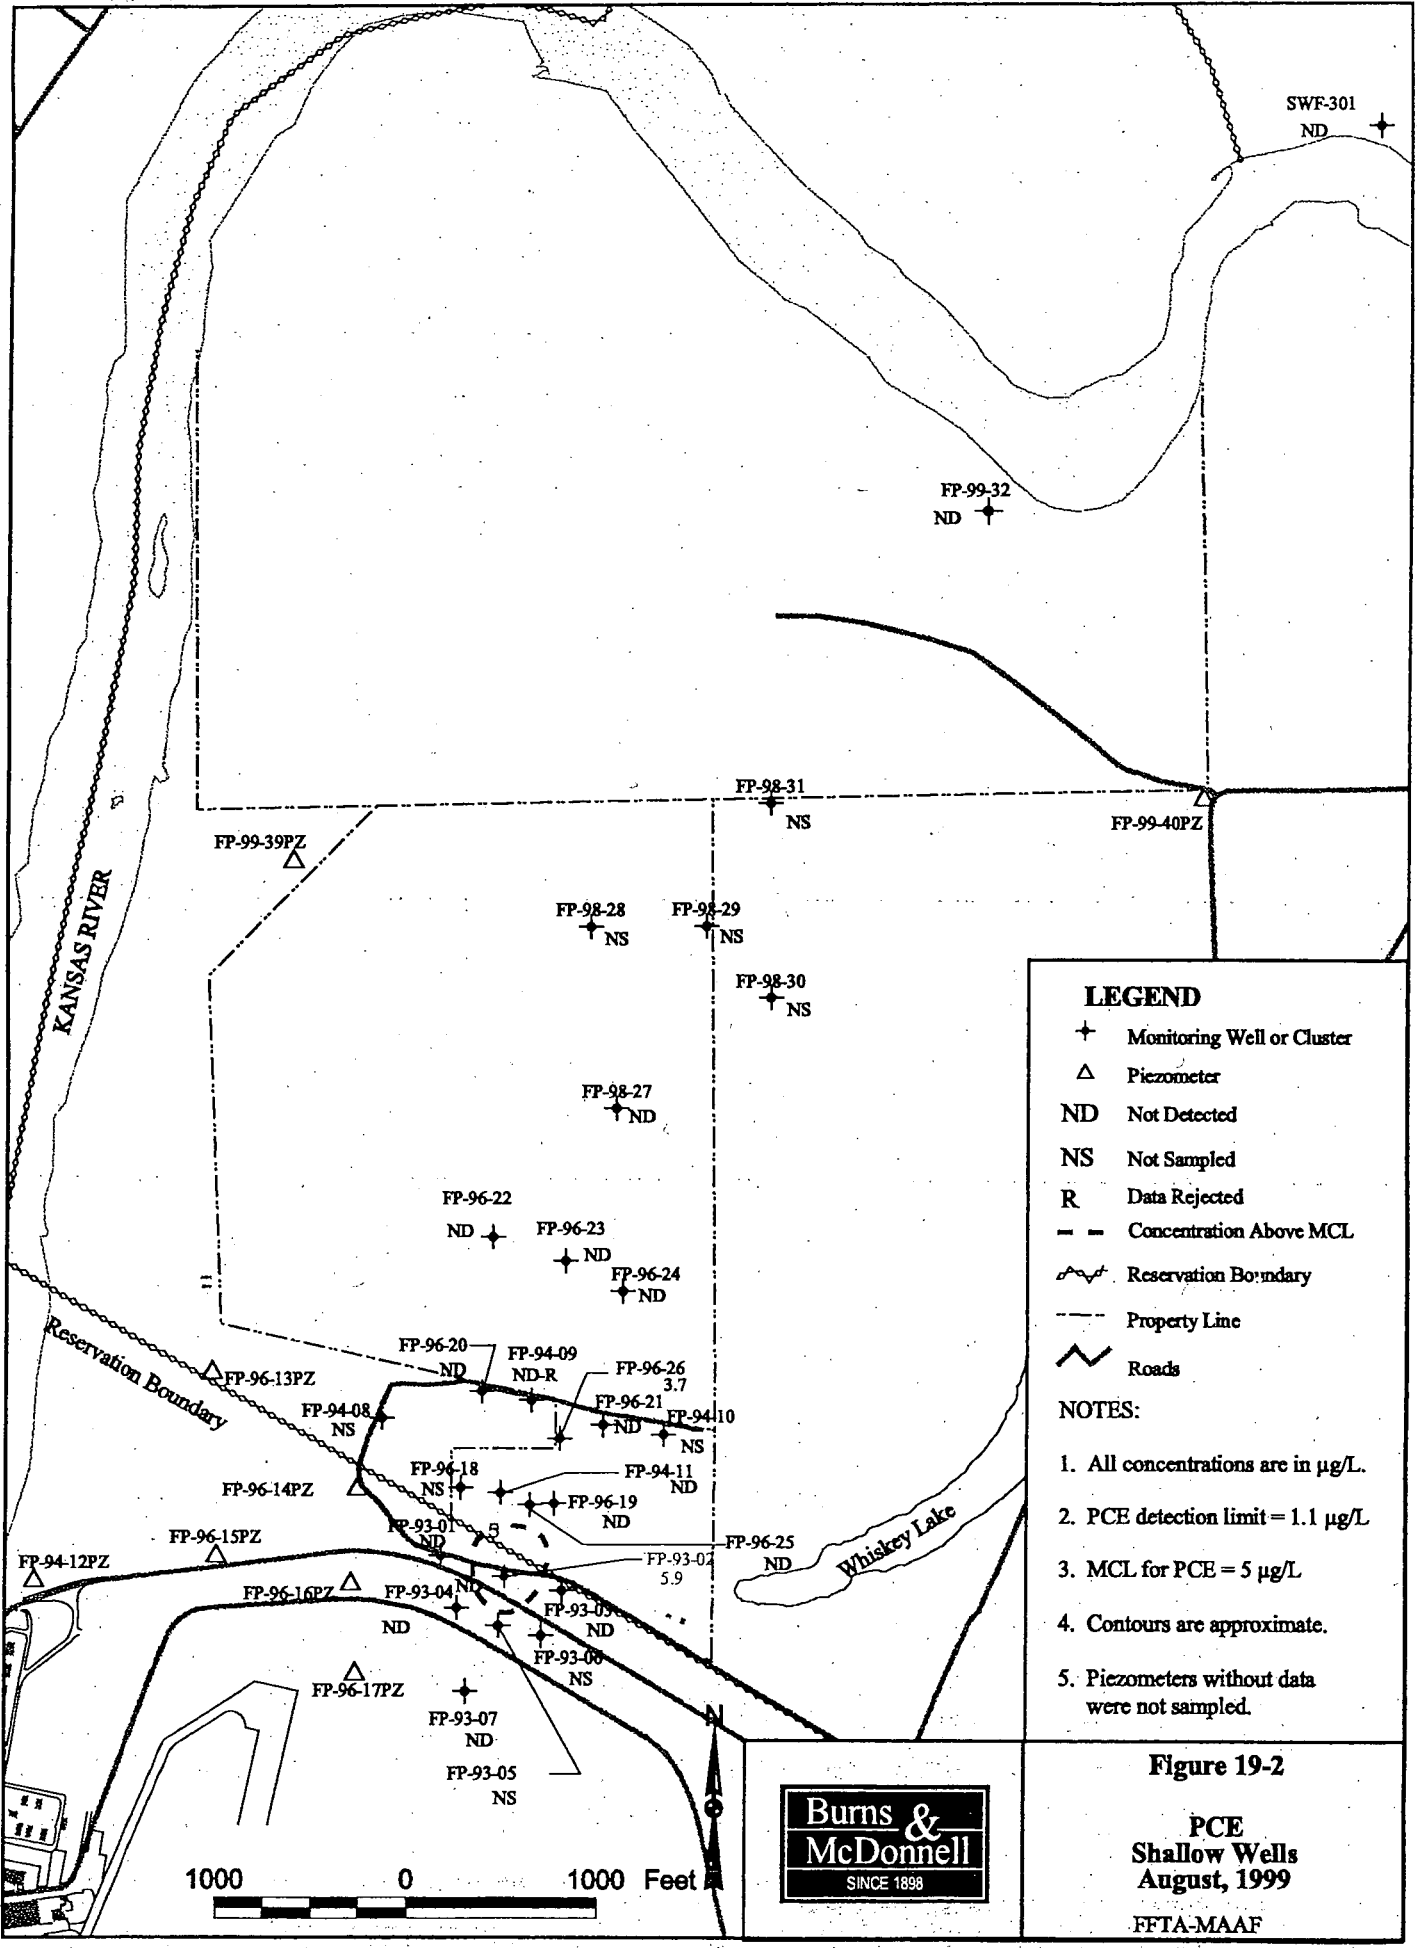 SWF-301
ND
FP-99-32
ND
FP-98-31
NS
FP-99-40PZ
FP-99-39PZ
KANSAS RIVER
FP-98-28
NS
FP-98-29
NS
FP-98-30
NS
FP-98-27
ND
FP-96-22
ND
FP-96-23
ND
FP-96-24
ND
Reservation Boundary
FP-96-20
ND
FP-94-09
ND-R
FP-96-26
3.7
FP-96-13PZ
FP-94-08
NS
FP-96-21
ND
FP-94-10
NS
FP-96-14PZ
FP-96-18
NS
FP-94-11
ND
FP-96-19
ND
FP-96-15PZ
FP-93-01
ND
5
FP-96-25
ND
FP-93-02
5.9
Whiskey Lake
FP-94-12PZ
FP-96-16PZ
FP-93-04
ND
ND
FP-93-03
ND
FP-93-06
NS
FP-96-17PZ
FP-93-07
ND
FP-93-05
NS
N
1000 0 1000 Feet
LEGEND
Monitoring Well or Cluster
Piezometer
ND Not Detected
NS Not Sampled
R Data Rejected
Concentration Above MCL
Reservation Boundary
Property Line
Roads
NOTES:
1. All concentrations are in µg/L.
2. PCE detection limit = 1.1 µg/L
3. MCL for PCE = 5 µg/L
4. Contours are approximate.
5. Piezometers without data
were not sampled.
Burns &
McDonnell
SINCE 1898
Figure 19-2
PCE
Shallow Wells
August, 1999
FFTA-MAAF